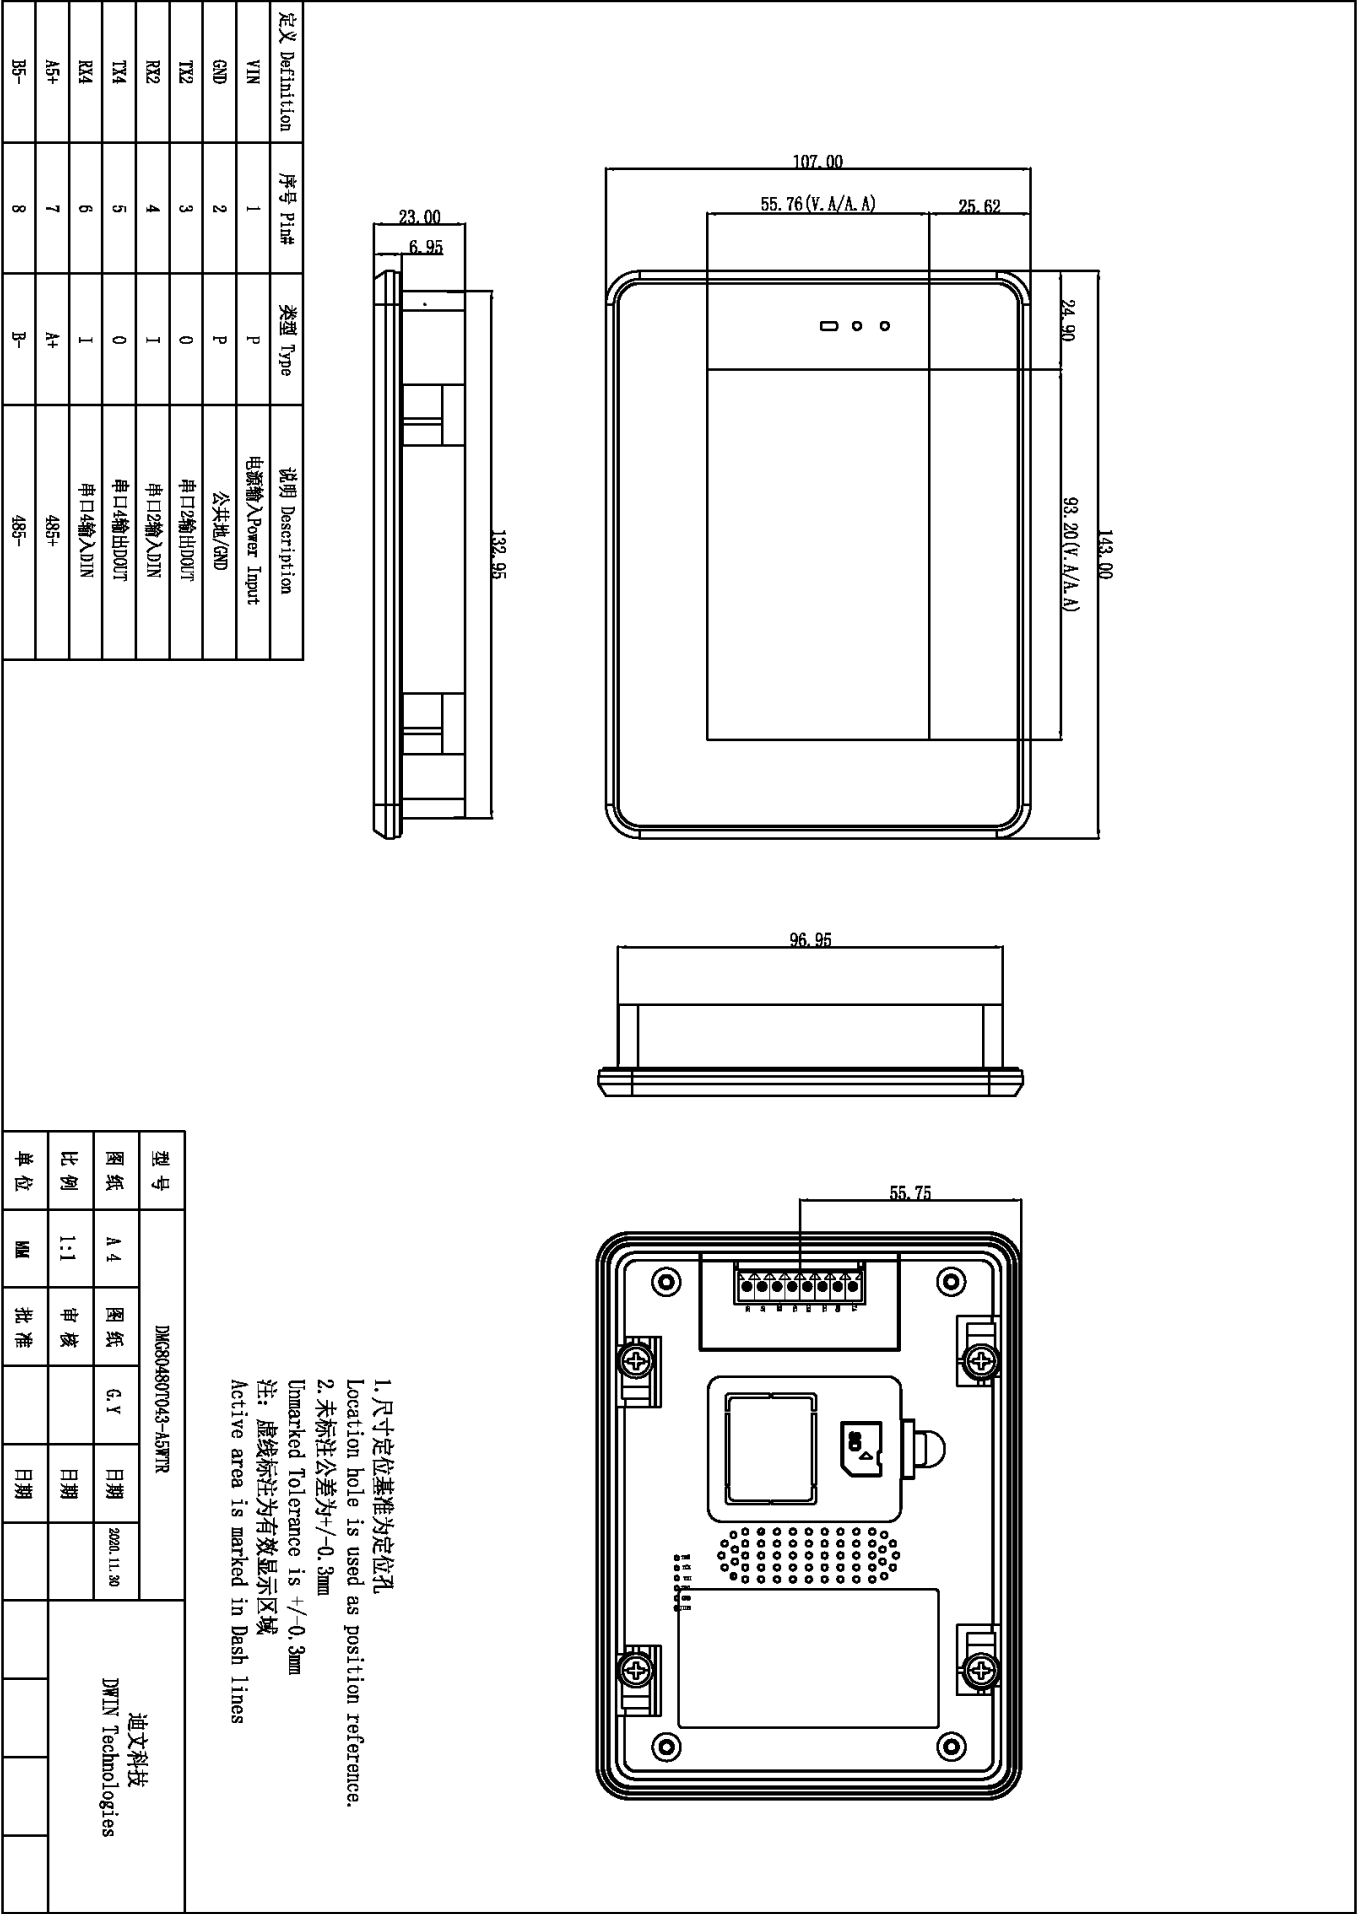 107.00
55.76(V.A/A.A)
25.62
24.90
93.20(V.A/A.A)
143.00
23.00
6.95
132.95
96.95
55.75
SD
定义 Definition 序号 Pin# 类型 Type 说明 Description
VIN 1 P 电源输入Power Input
GND 2 P 公共地/GND
TX2 3 O 串口2输出DOUT
RX2 4 I 串口2输入DIN
TX4 5 O 串口4输出DOUT
RX4 6 I 串口4输入DIN
A5+ 7 A+ 485+
B5- 8 B- 485-
1.尺寸定位基准为定位孔
Location hole is used as position reference.
2.未标注公差为+/-0.3mm
Unmarked Tolerance is +/-0.3mm
注: 虚线标注为有效显示区域
Active area is marked in Dash lines
型号 DMG80480T043-A5WTR
图纸 A4 图纸 G.Y 日期 2020.11.30
比例 1:1 审核 日期
单位 MM 批准 日期
迪文科技
DWIN Technologies